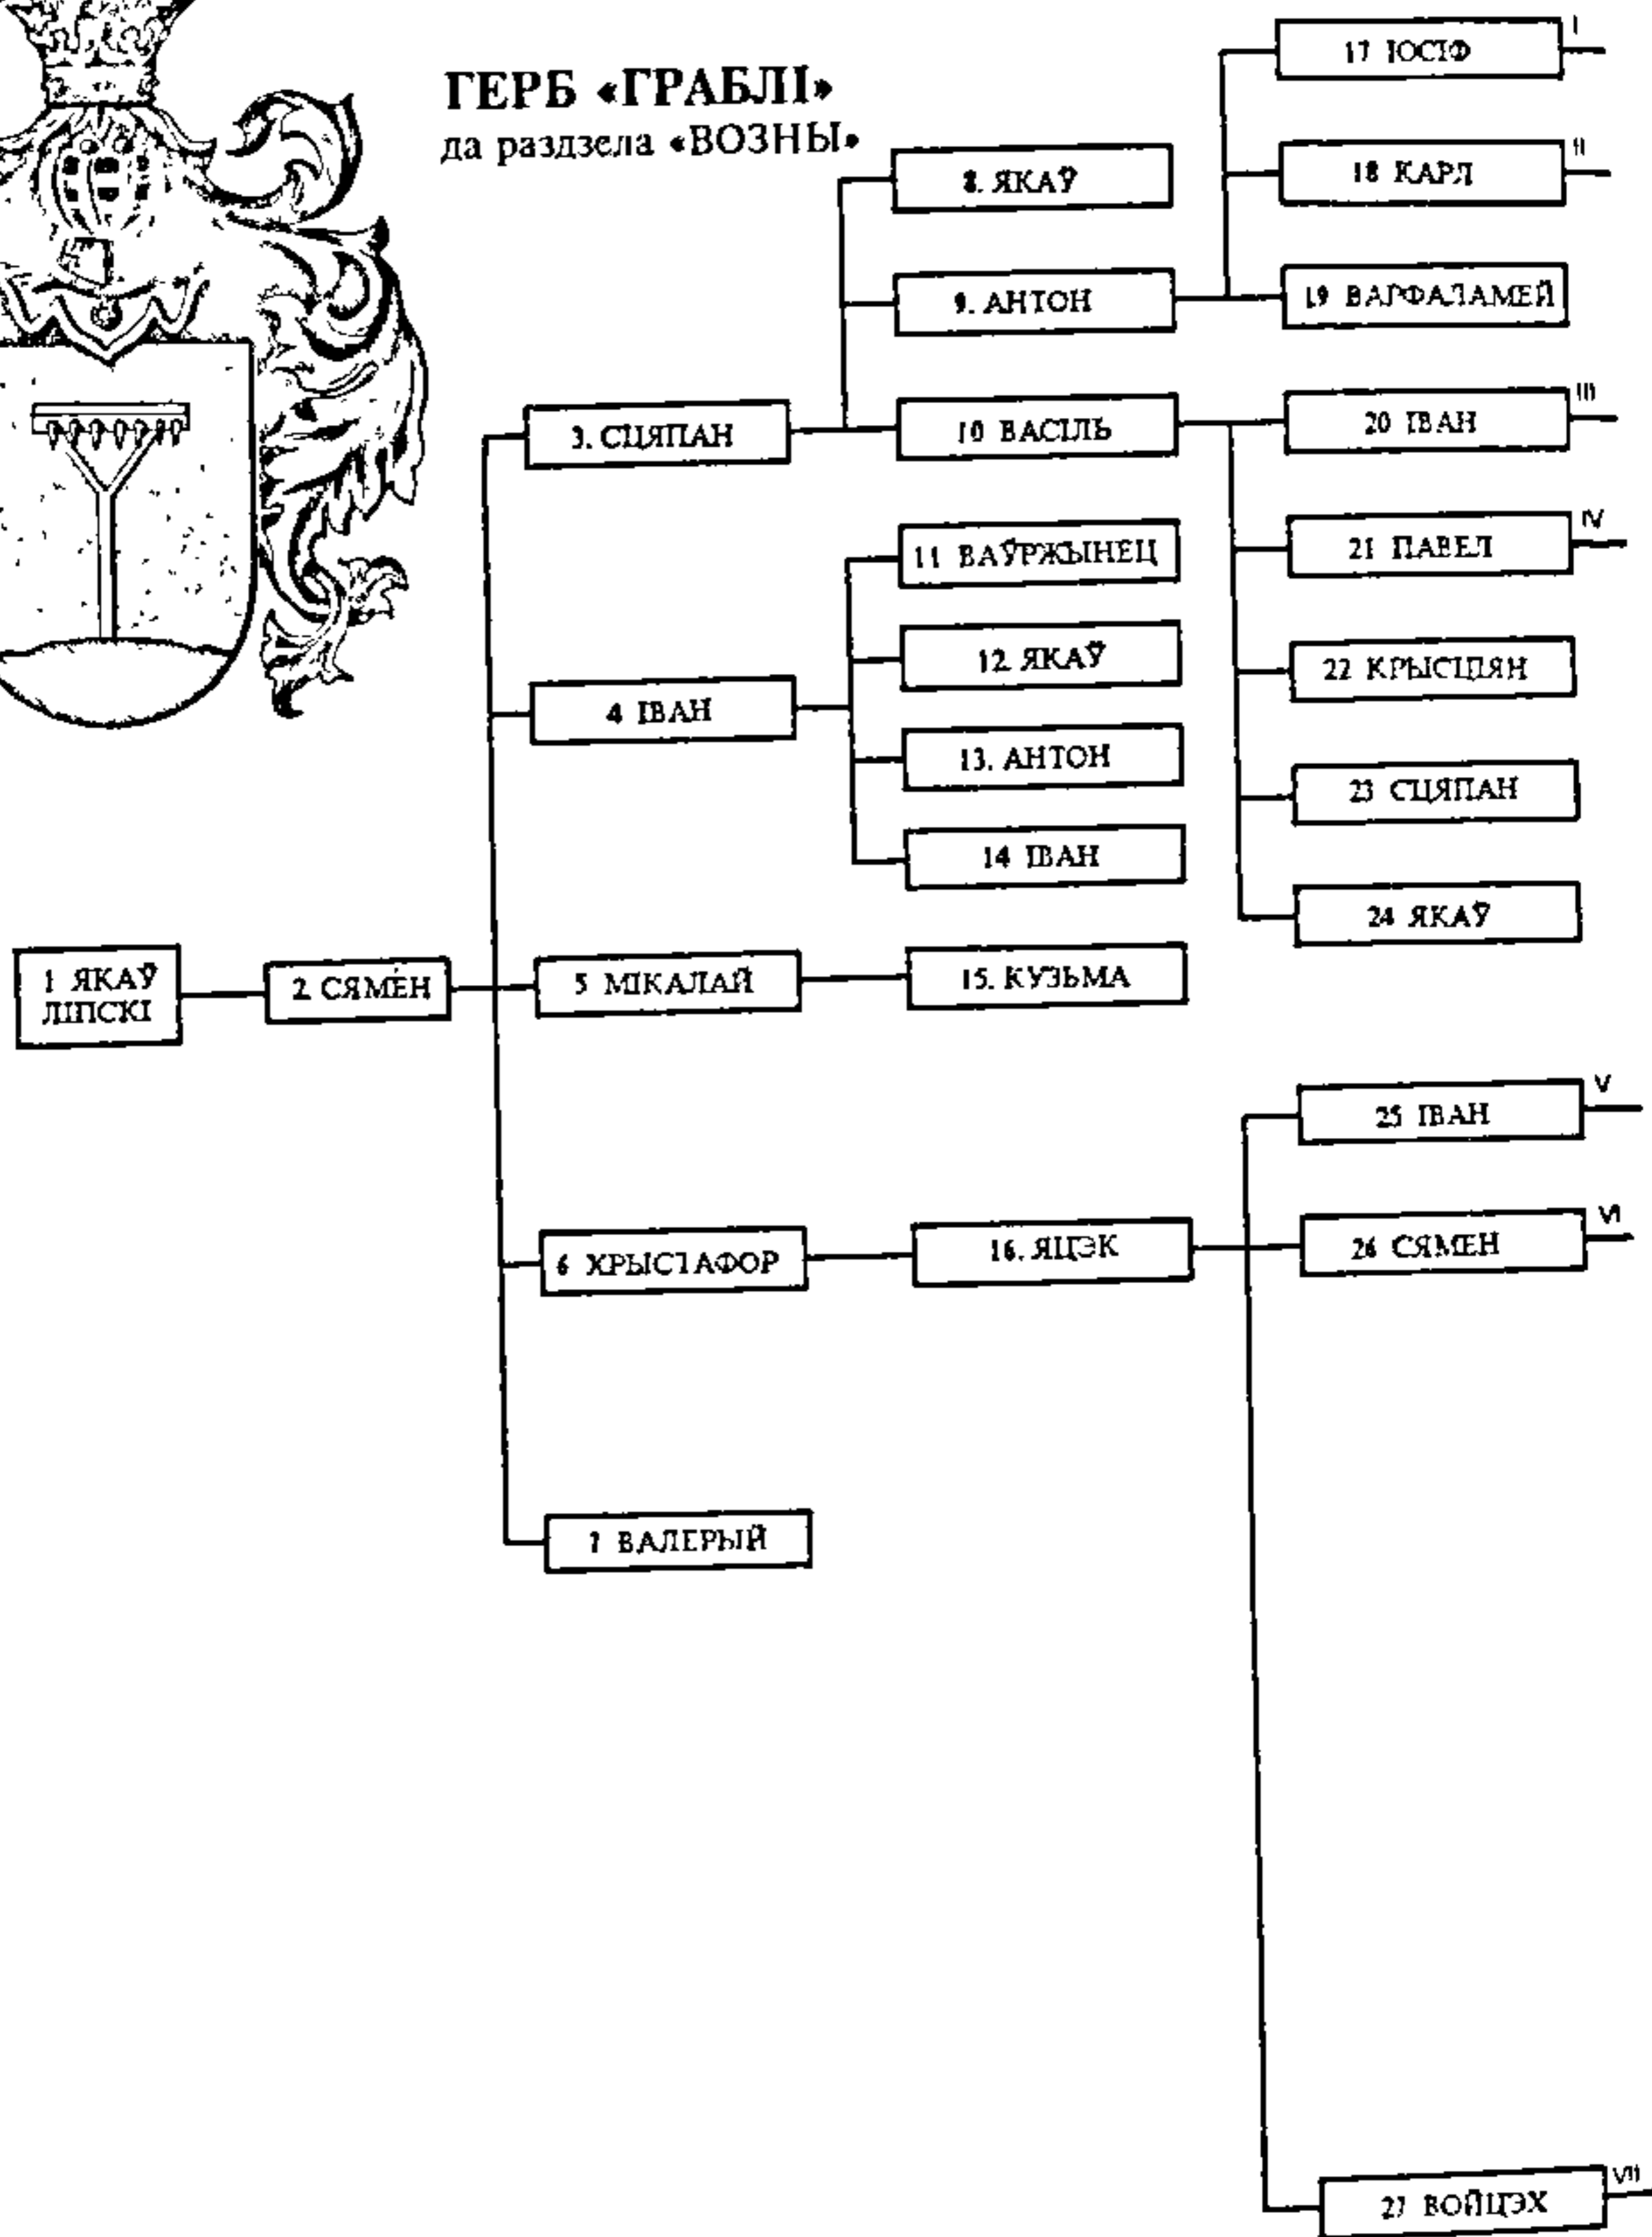 ГЕРБ «ГРАБЛІ»
да раздзела «ВОЗНЫ»
1 ЯКАЎ
ЛІПСКІ
2. СЯМЁН
3. СЦЯПАН
4 ІВАН
5 МІКАЛАЙ
6 ХРЫСТАФОР
7 ВАЛЕРЫЙ
8. ЯКАЎ
9. АНТОН
10 ВАСІЛЬ
11 ВАЎРЖЫНЕЦ
12. ЯКАЎ
13. АНТОН
14 ІВАН
15. КУЗЬМА
16. ЯЦЭК
17 ІОСІФ I
18 КАРЛ II
19 ВАРФАЛАМЕЙ
20 ІВАН III
21 ПАВЕЛ IV
22 КРЫСЦІЯН
23 СЦЯПАН
24 ЯКАЎ
25 ІВАН V
26 СЯМЕН VI
27 ВОЙЦЭХ VII